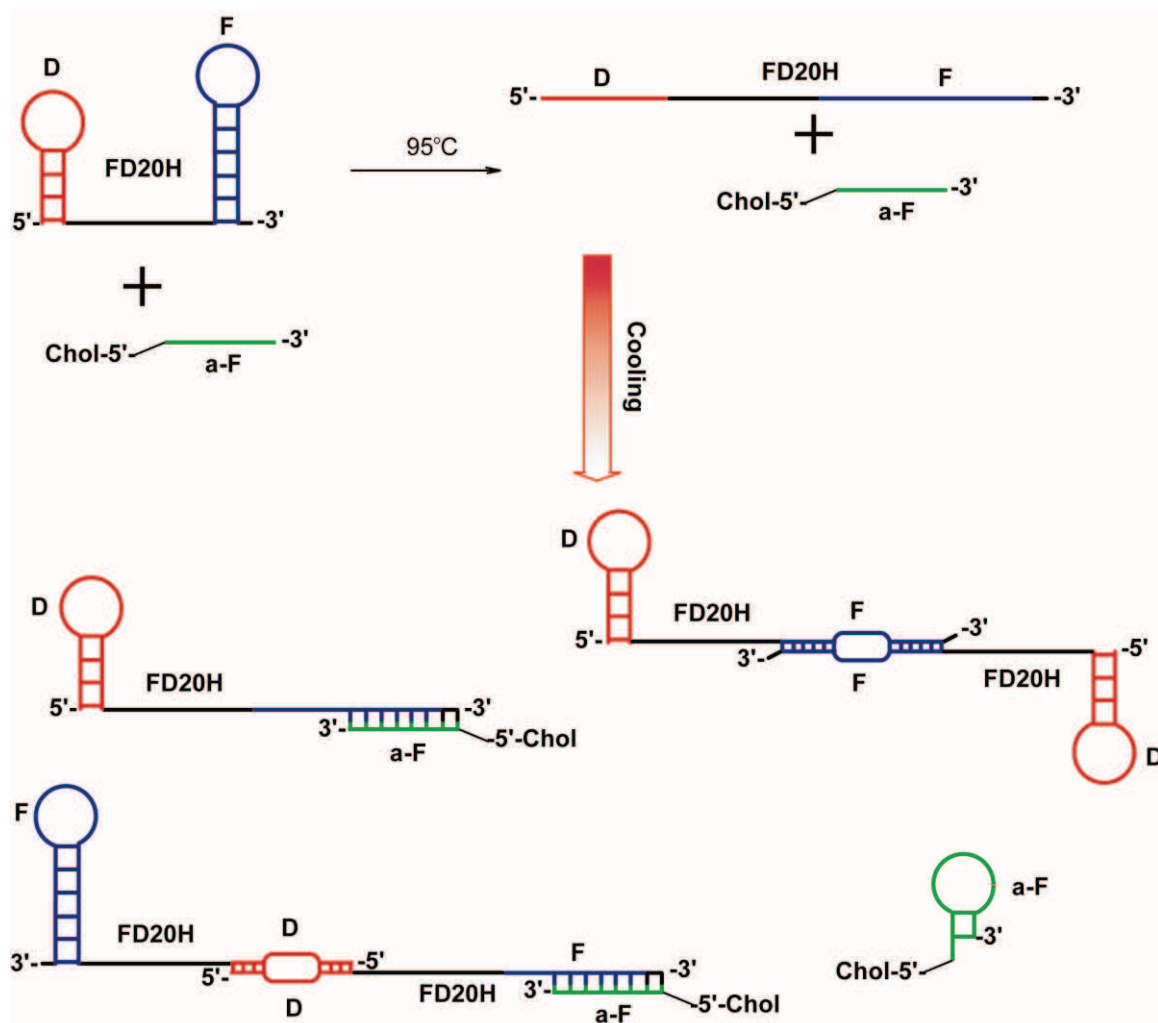 F
D
FD20H
5'-
-3'
Chol-5'-
-3'
a-F
95°C
FD20H
D
F
5'-
-3'
Chol-5'-
-3'
a-F
Cooling
D
FD20H
5'-
-3'
3'-
a-F
-5'-Chol
D
FD20H
F
5'-
-3'
3'-
F
FD20H
-5'
D
F
FD20H
D
3'-
-5'
5'-
D
FD20H
F
-3'
3'-
a-F
-5'-Chol
a-F
-3'
Chol-5'-